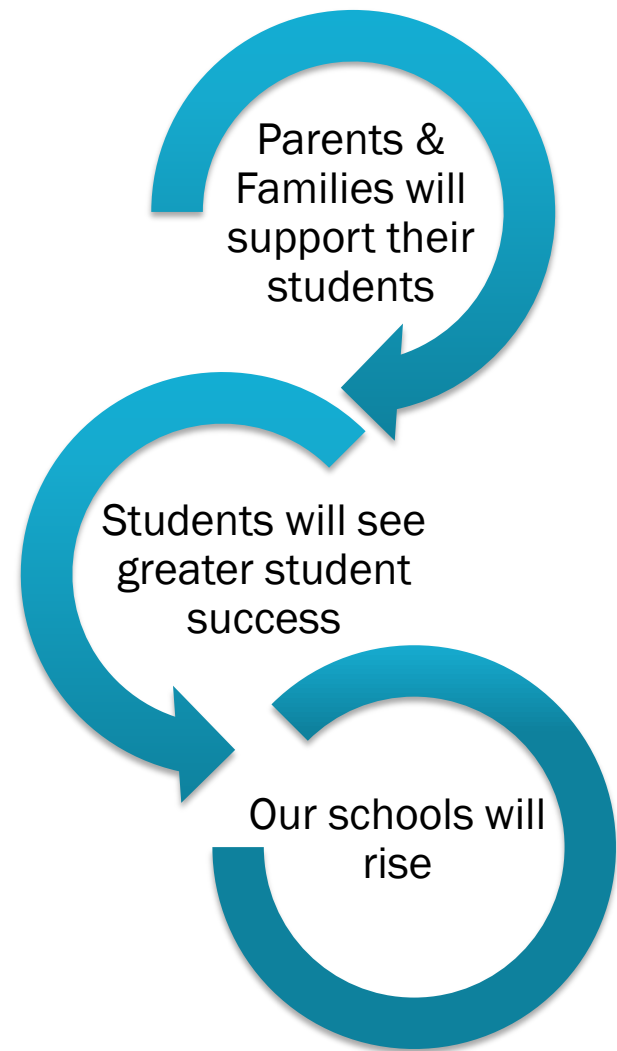 Parents &
Families will
support their
students
Students will see
greater student
success
Our schools will
rise